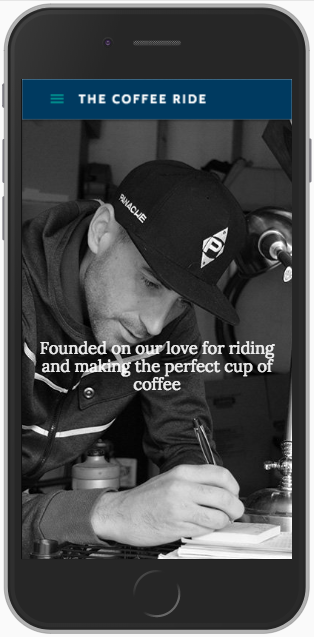 THE COFFEE RIDE
PANACHE
P
Founded on our love for riding
and making the perfect cup of
coffee